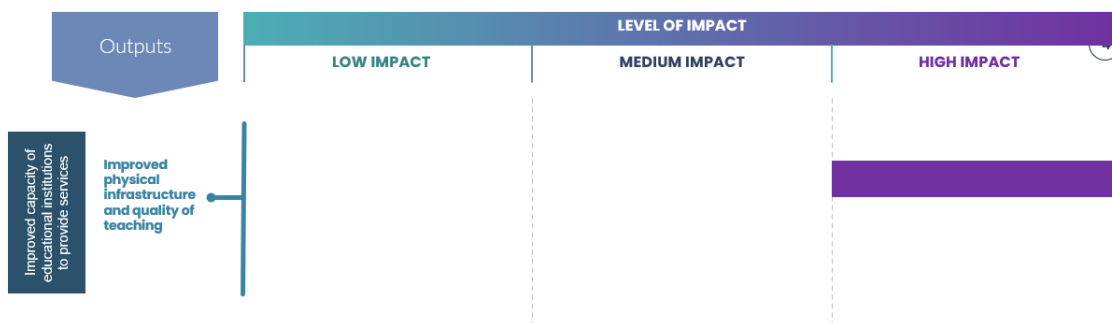 Outputs
LEVEL OF IMPACT
LOW IMPACT
MEDIUM IMPACT
HIGH IMPACT
Improved capacity of
educational institutions
to provide services
Improved
physical
infrastructure
and quality of
teaching